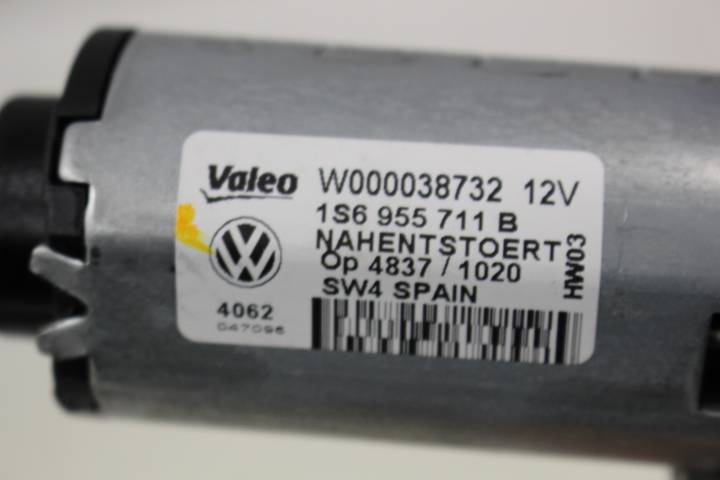 Valeo W000038732 12V
1S6 955 711 B
NAHENTSTOERT
Op 4837 / 1020
SW4 SPAIN
HW03
4062
047096